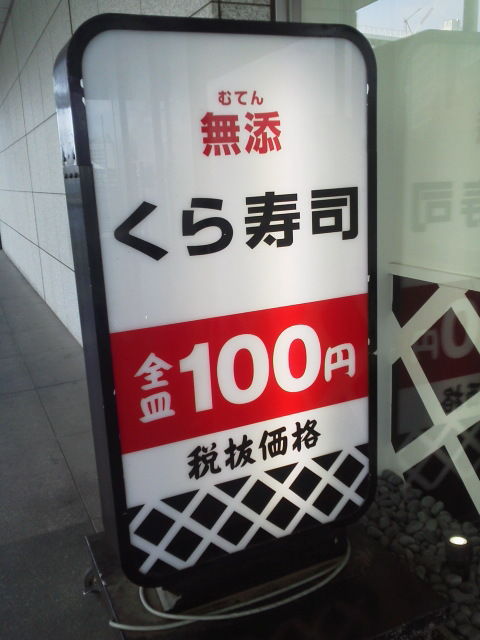 むてん
無添
くら寿司
全皿100円
税抜価格